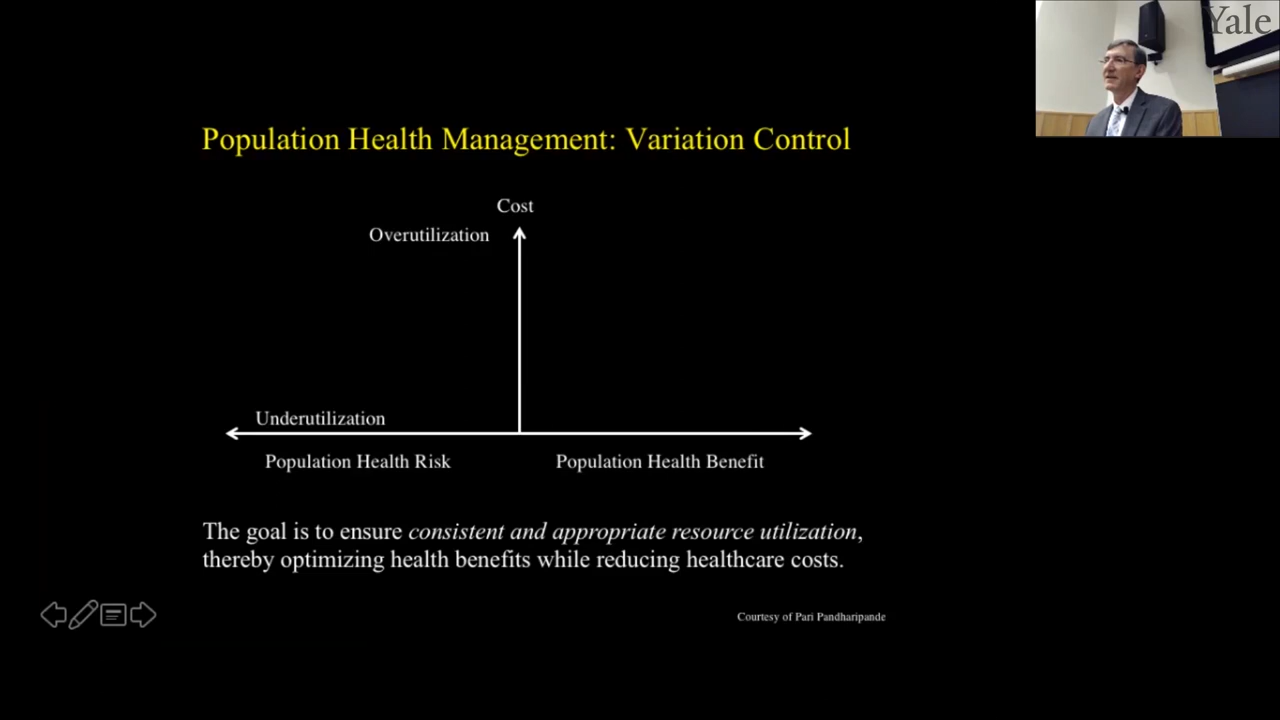 Yale
Population Health Management: Variation Control
Cost
Overutilization
Underutilization
Population Health Risk
Population Health Benefit
The goal is to ensure consistent and appropriate resource utilization,
thereby optimizing health benefits while reducing healthcare costs.
Courtesy of Pari Pandharipande